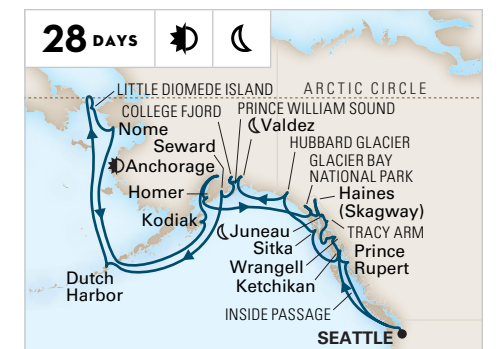 28 DAYS
LITTLE DIOMEDE ISLAND
ARCTIC CIRCLE
COLLEGE FJORD
PRINCE WILLIAM SOUND
Nome
Valdez
Seward
HUBBARD GLACIER
Anchorage
GLACIER BAY
NATIONAL PARK
Homer
Haines
(Skagway)
Kodiak
Juneau
TRACY ARM
Sitka
Prince
Rupert
Wrangell
Ketchikan
Dutch
Harbor
INSIDE PASSAGE
SEATTLE